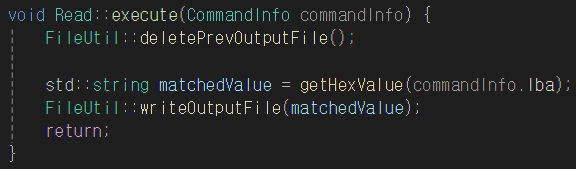 void Read::execute(CommandInfo commandInfo) {
    FileUtil::deletePrevOutputFile();

    std::string matchedValue = getHexValue(commandInfo.lba);
    FileUtil::writeOutputFile(matchedValue);
    return;
}